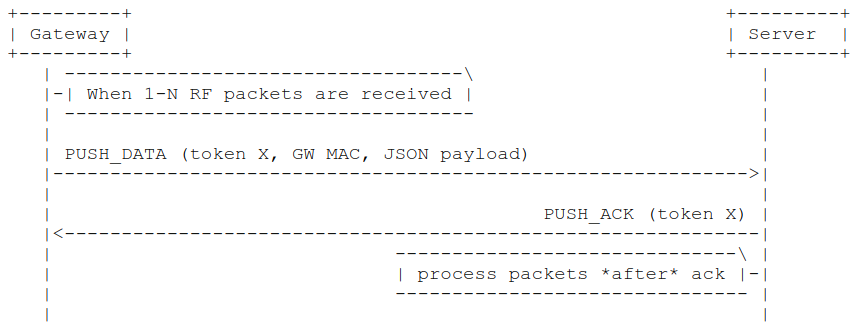 Gateway
Server
When 1-N RF packets are received
PUSH_DATA (token X, GW MAC, JSON payload)
PUSH_ACK (token X)
process packets *after* ack